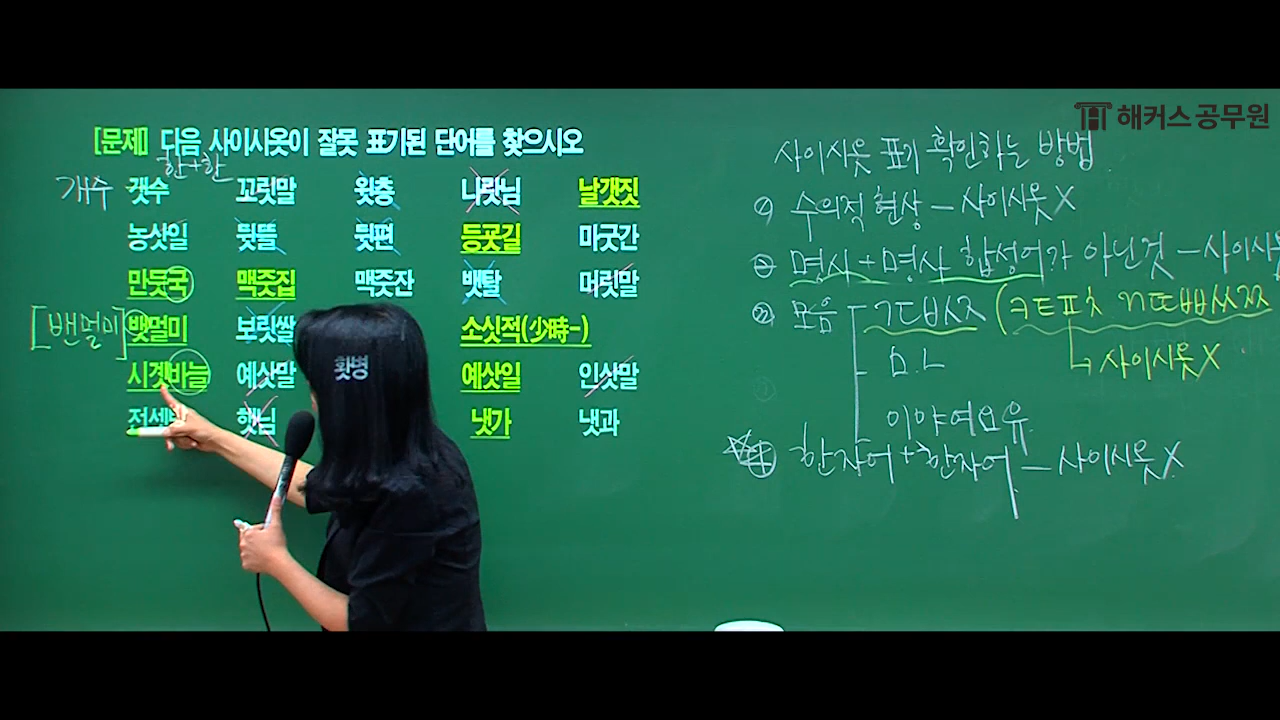 해커스공무원
[문제] 다음 사이시옷이 잘못 표기된 단어를 찾으시오
한+한
개수 갯수 꼬릿말 윗층 나랏님 날갯짓
농삿일 뒷뜰 뒷편 등굣길 마굿간
만둣국 맥줏집 맥줏잔 뱃탈 머릿말
[밴멀미] 뱃멀미 보릿쌀 소싯적(少時-)
시곗바늘 예삿말 횟병 예삿일 인삿말
전셋 햇님 냇가 냇과
사이시옷 표기 확인하는 방법
① 수의적 현상 - 사이시옷 X
② 명사+명사 합성어가 아닌것 - 사이시옷
③ 모음 ㄱㄷㅂㅅㅈ (ㅋㅌㅍㅊ ㄲㄸㅃㅆㅉ
ㅁㄴ
사이시옷 X
이야여요유
④ 한자어+한자어 - 사이시옷 X